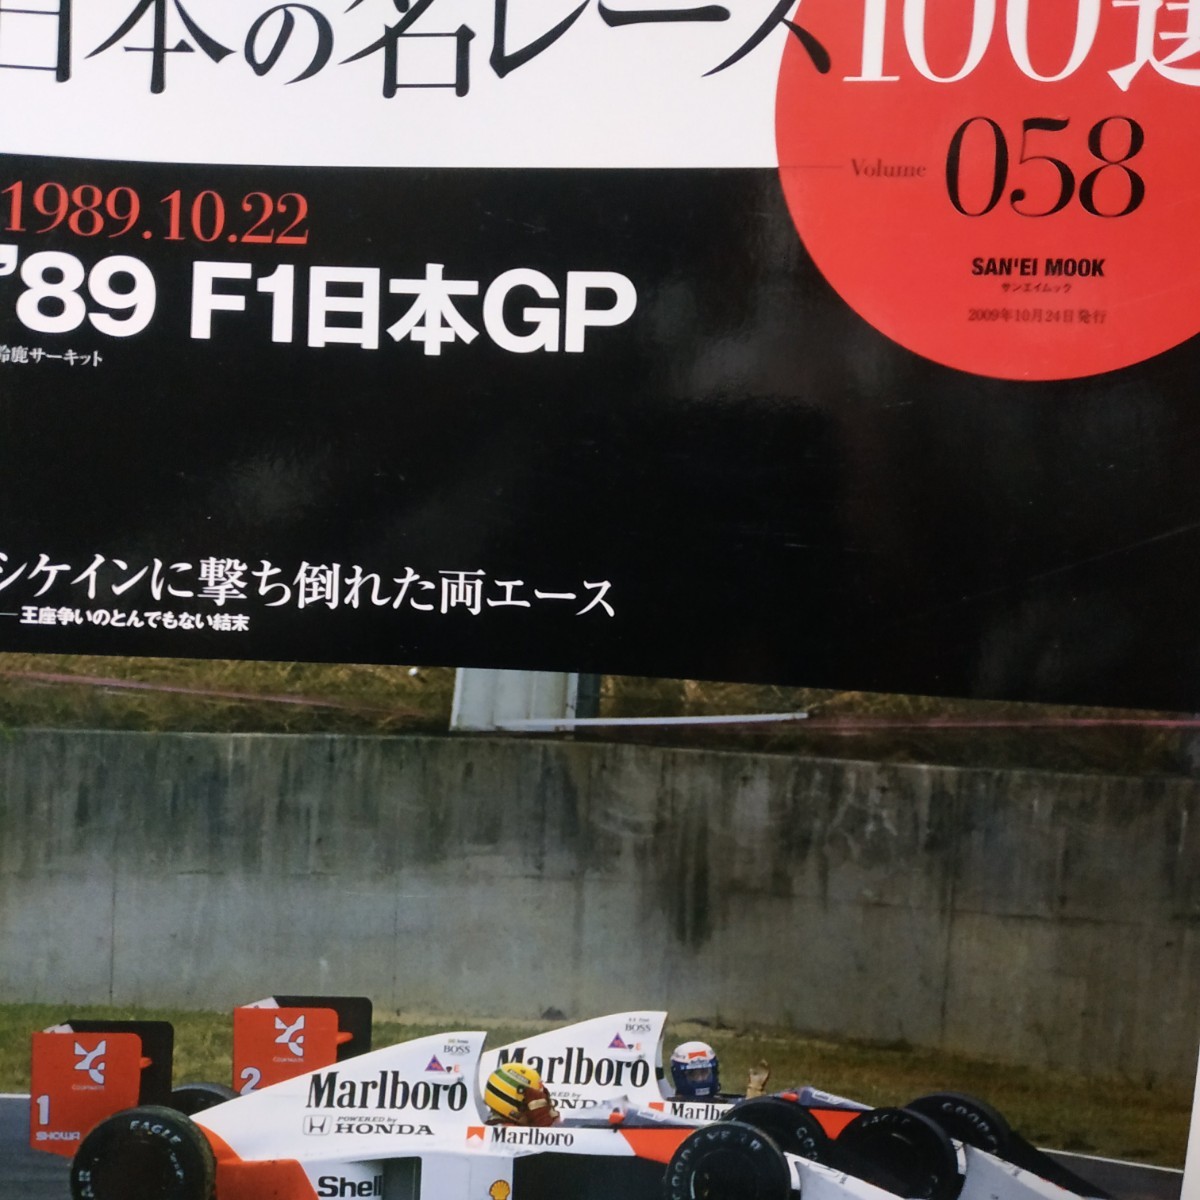 日本の名レース100選
Volume 058
SAN'EI MOOK
サンエイムック
2009年10月24日発行
1989.10.22
'89 F1日本GP
鈴鹿サーキット
シケインに撃ち倒れた両エース
王座争いのとんでもない結末
BOSS
BOSS
Marlboro
Marlboro
POWERED by
HONDA
Marlboro
Marlbo
1
SHOWA
2
EAGLE
GOODYEAR
Shell